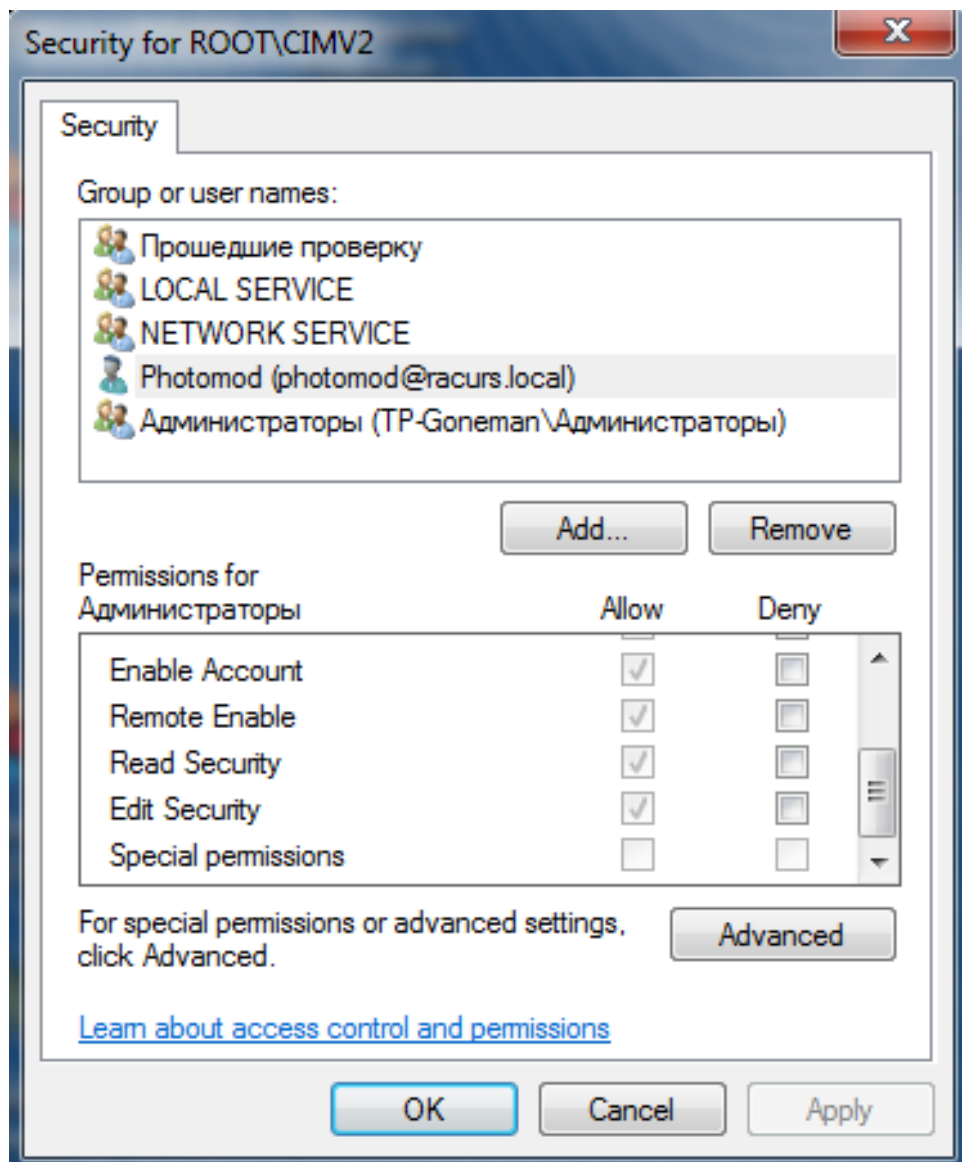 Security for ROOT\CIMV2
Security
Group or user names:
Прошедшие проверку
LOCAL SERVICE
NETWORK SERVICE
Photomod (photomod@racurs.local)
Администраторы (TP-Goneman\Администраторы)
Add...
Remove
Permissions for
Администраторы
Allow
Deny
Enable Account
Remote Enable
Read Security
Edit Security
Special permissions
For special permissions or advanced settings,
click Advanced.
Advanced
Learn about access control and permissions
OK
Cancel
Apply